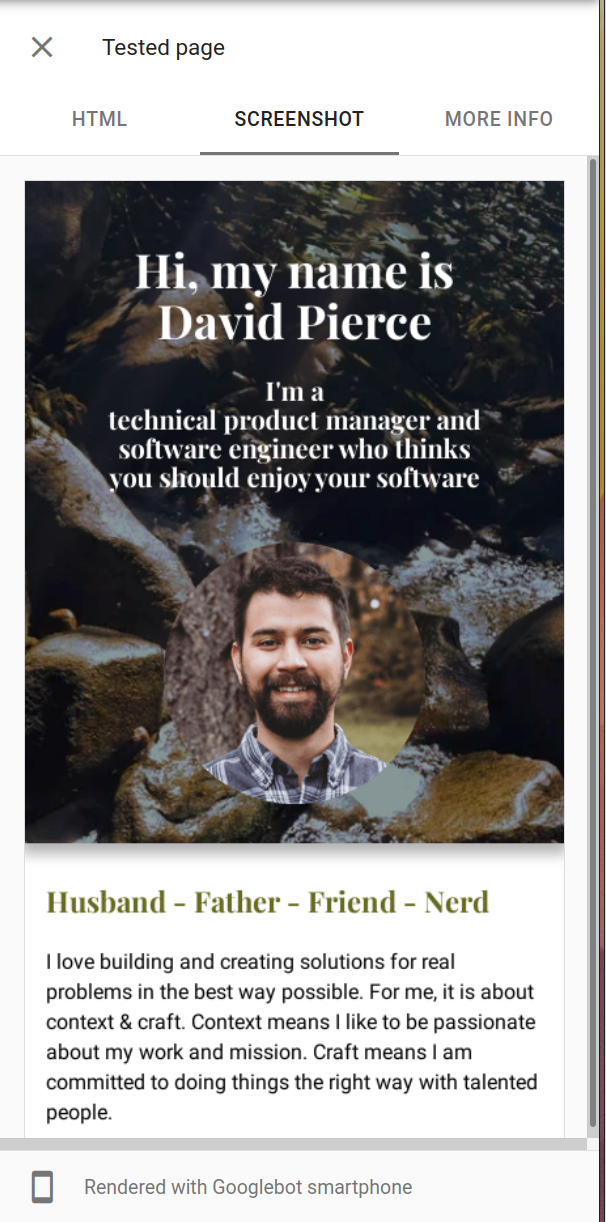 Tested page
HTML
SCREENSHOT
MORE INFO
Hi, my name is
David Pierce
I'm a
technical product manager and
software engineer who thinks
you should enjoy your software
Husband - Father - Friend - Nerd
I love building and creating solutions for real
problems in the best way possible. For me, it is about
context & craft. Context means I like to be passionate
about my work and mission. Craft means I am
committed to doing things the right way with talented
people.
Rendered with Googlebot smartphone